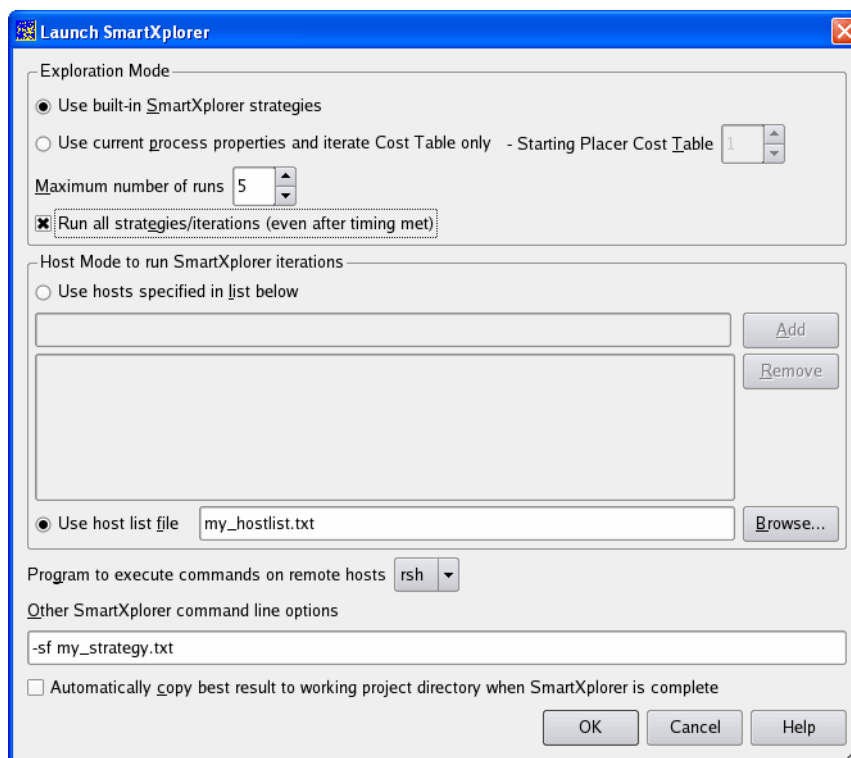 Launch SmartXplorer
Exploration Mode
Use built-in SmartXplorer strategies
Use current process properties and iterate Cost Table only - Starting Placer Cost Table 1
Maximum number of runs 5
Run all strategies/iterations (even after timing met)
Host Mode to run SmartXplorer iterations
Use hosts specified in list below
Add
Remove
Use host list file my_hostlist.txt Browse...
Program to execute commands on remote hosts rsh
Other SmartXplorer command line options
-sf my_strategy.txt
Automatically copy best result to working project directory when SmartXplorer is complete
OK Cancel Help